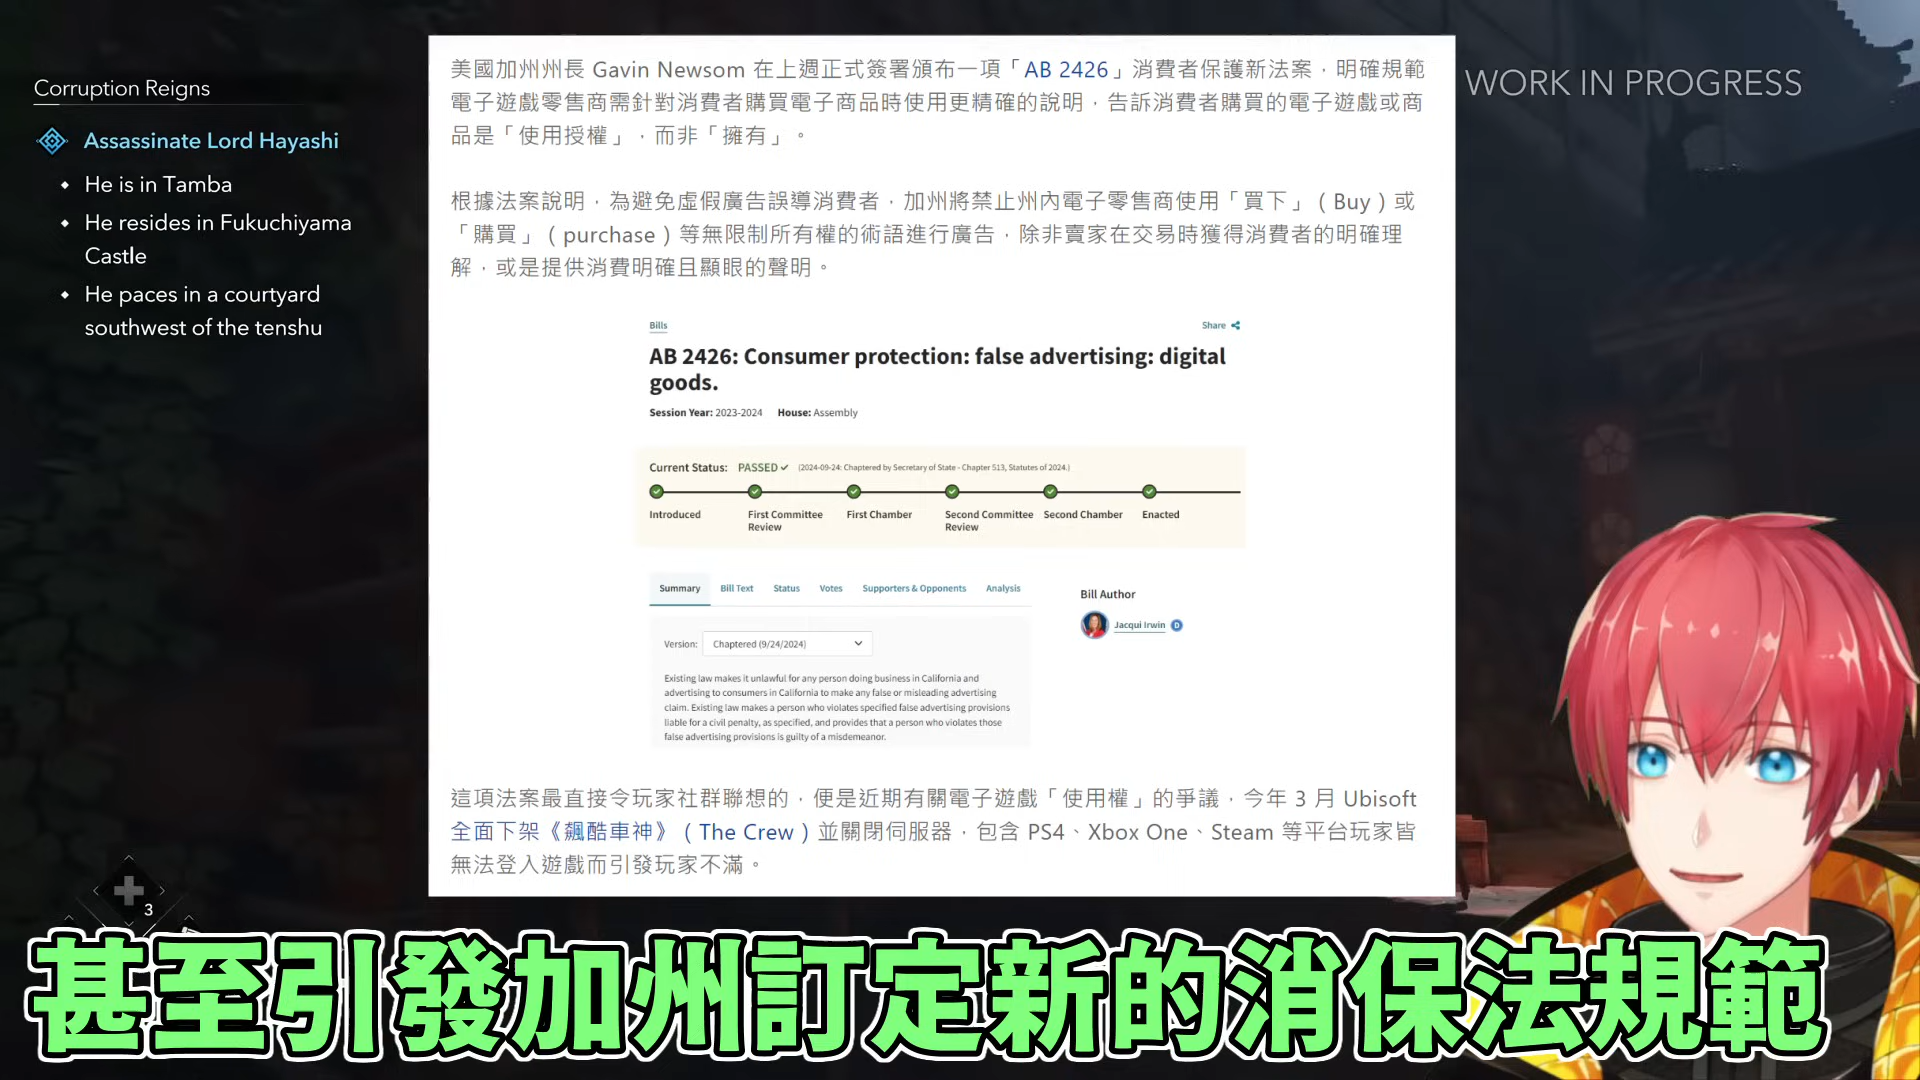 Corruption Reigns
Assassinate Lord Hayashi
He is in Tamba
He resides in Fukuchiyama
Castle
He paces in a courtyard
southwest of the tenshu
3
WORK IN PROGRESS
美國加州州長 Gavin Newsom 在上週正式簽署頒布一項「AB 2426」消費者保護新法案，明確規範
電子遊戲零售商需針對消費者購買電子商品時使用更精確的說明，告訴消費者購買的電子遊戲或商
品是「使用授權」，而非「擁有」。
根據法案說明，為避免虛假廣告誤導消費者，加州將禁止州內電子零售商使用「買下」（Buy）或
「購買」（purchase）等無限制所有權的術語進行廣告，除非賣家在交易時獲得消費者的明確理
解，或是提供消費明確且顯眼的聲明。
Bills
Share
AB 2426: Consumer protection: false advertising: digital
goods.
Session Year: 2023-2024 House: Assembly
Current Status: PASSED (2024-09-24: Chaptered by Secretary of State - Chapter 513, Statutes of 2024.)
Introduced
First Committee
Review
First Chamber
Second Committee
Review
Second Chamber
Enacted
Summary Bill Text Status Votes Supporters & Opponents Analysis
Bill Author
Jacqui Irwin D
Version: Chaptered (9/24/2024)
Existing law makes it unlawful for any person doing business in California and
advertising to consumers in California to make any false or misleading advertising
claim. Existing law makes a person who violates specified false advertising provisions
liable for a civil penalty, as specified, and provides that a person who violates those
false advertising provisions is guilty of a misdemeanor.
這項法案最直接令玩家社群聯想的，便是近期有關電子遊戲「使用權」的爭議，今年 3 月 Ubisoft
全面下架《飆酷車神》（The Crew）並關閉伺服器，包含 PS4、Xbox One、Steam 等平台玩家皆
無法登入遊戲而引發玩家不滿。
甚至引發加州訂定新的消保法規範